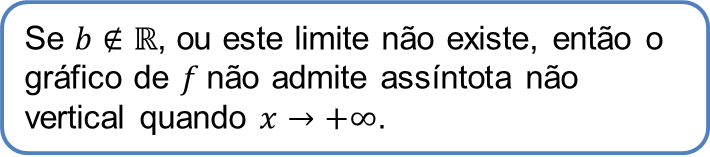 Se 𝑏 ∉ ℝ, ou este limite não existe, então o
gráfico de 𝑓 não admite assíntota não
vertical quando 𝑥 → +∞.